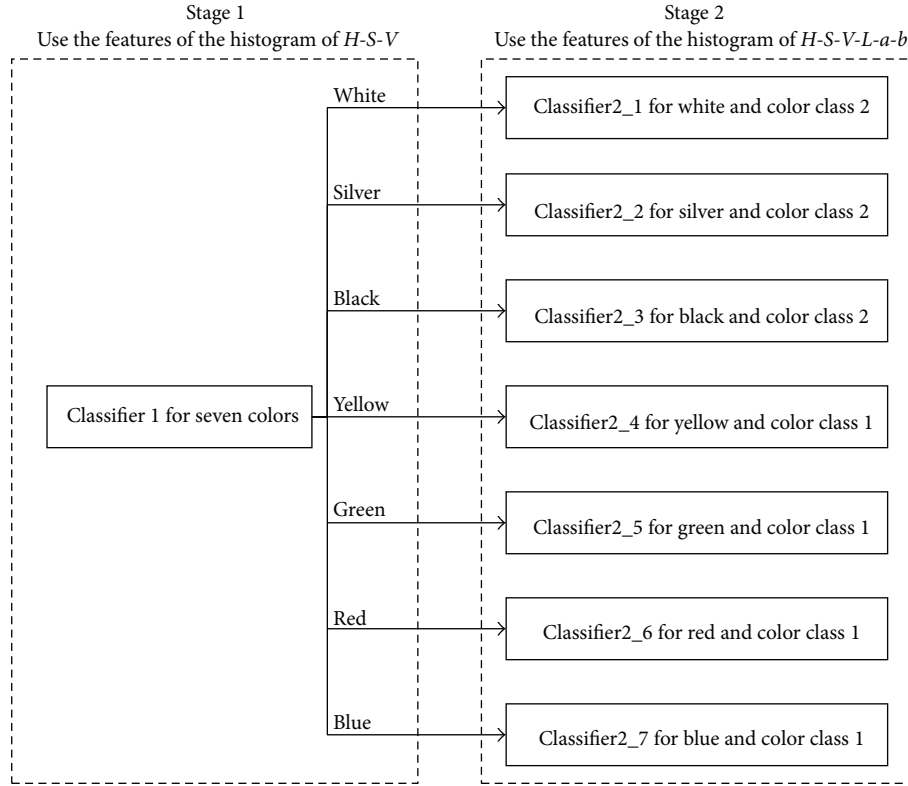 Stage 1
Use the features of the histogram of H-S-V
Stage 2
Use the features of the histogram of H-S-V-L-a-b
White
Classifier2_1 for white and color class 2
Silver
Classifier2_2 for silver and color class 2
Black
Classifier2_3 for black and color class 2
Classifier 1 for seven colors
Yellow
Classifier2_4 for yellow and color class 1
Green
Classifier2_5 for green and color class 1
Red
Classifier2_6 for red and color class 1
Blue
Classifier2_7 for blue and color class 1